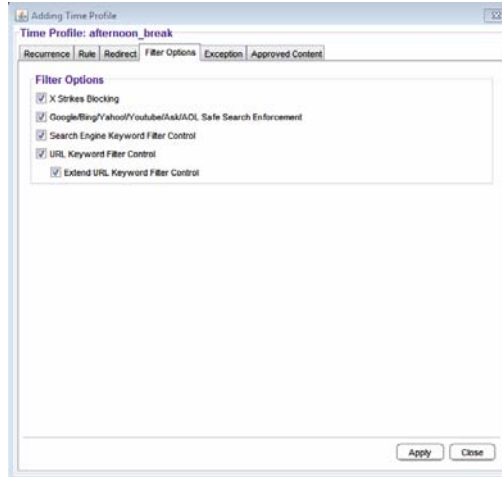 Adding Time Profile
Time Profile: afternoon_break
Recurrence Rule Redirect Filter Options Exception Approved Content
Filter Options
X Strikes Blocking
Google/Bing/Yahoo!/Youtube/Ask/AOL Safe Search Enforcement
Search Engine Keyword Filter Control
URL Keyword Filter Control
Extend URL Keyword Filter Control
Apply Close